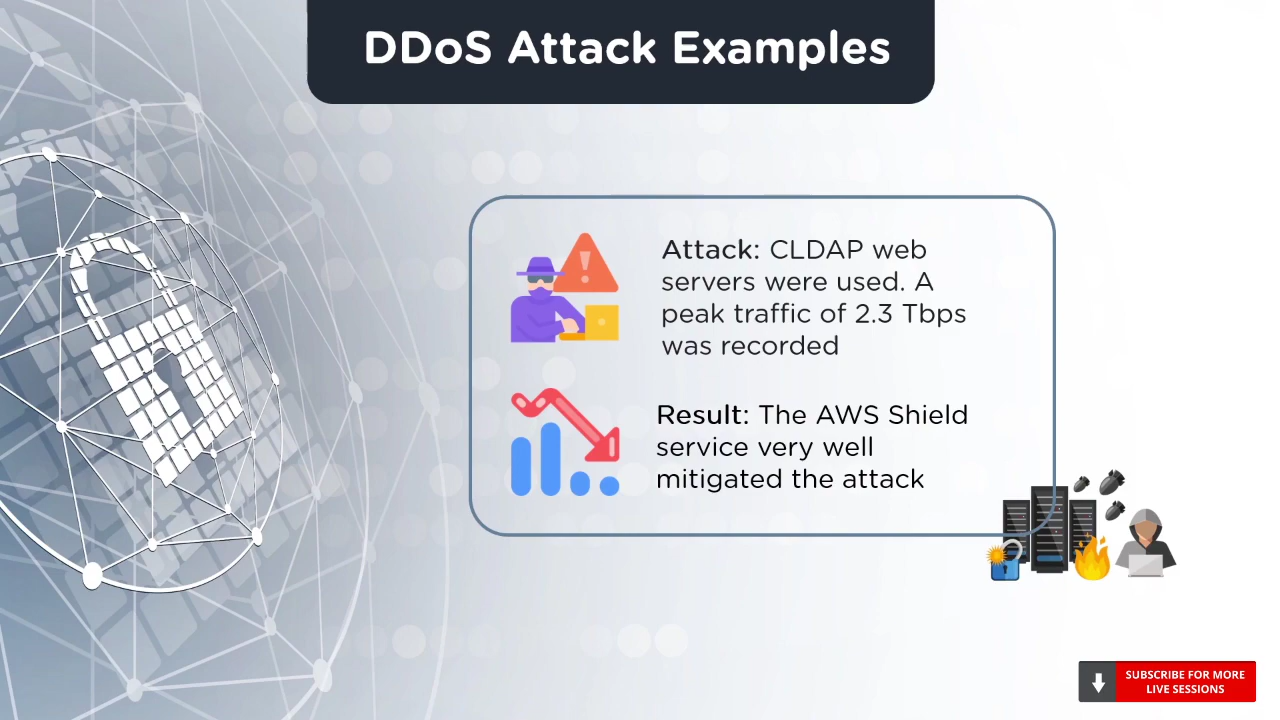 DDoS Attack Examples
Attack: CLDAP web
servers were used. A
peak traffic of 2.3 Tbps
was recorded
Result: The AWS Shield
service very well
mitigated the attack
SUBSCRIBE FOR MORE
LIVE SESSIONS